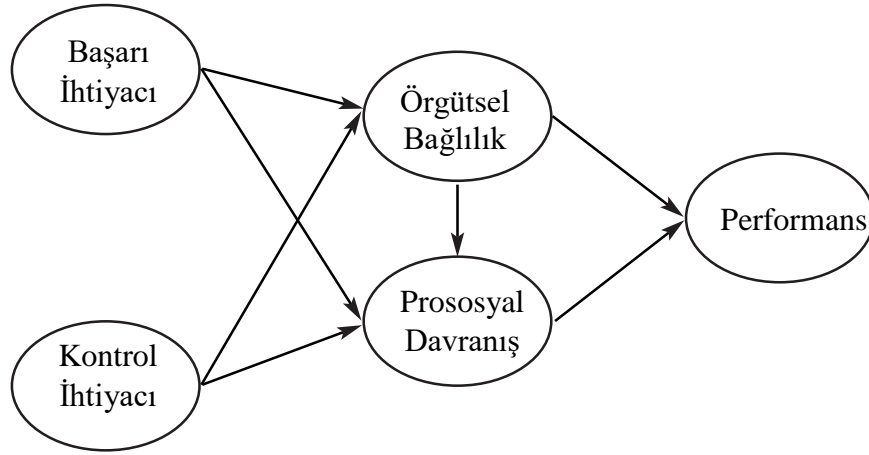 Başarı
İhtiyacı
Örgütsel
Bağlılık
Performans
Prososyal
Davranış
Kontrol
İhtiyacı